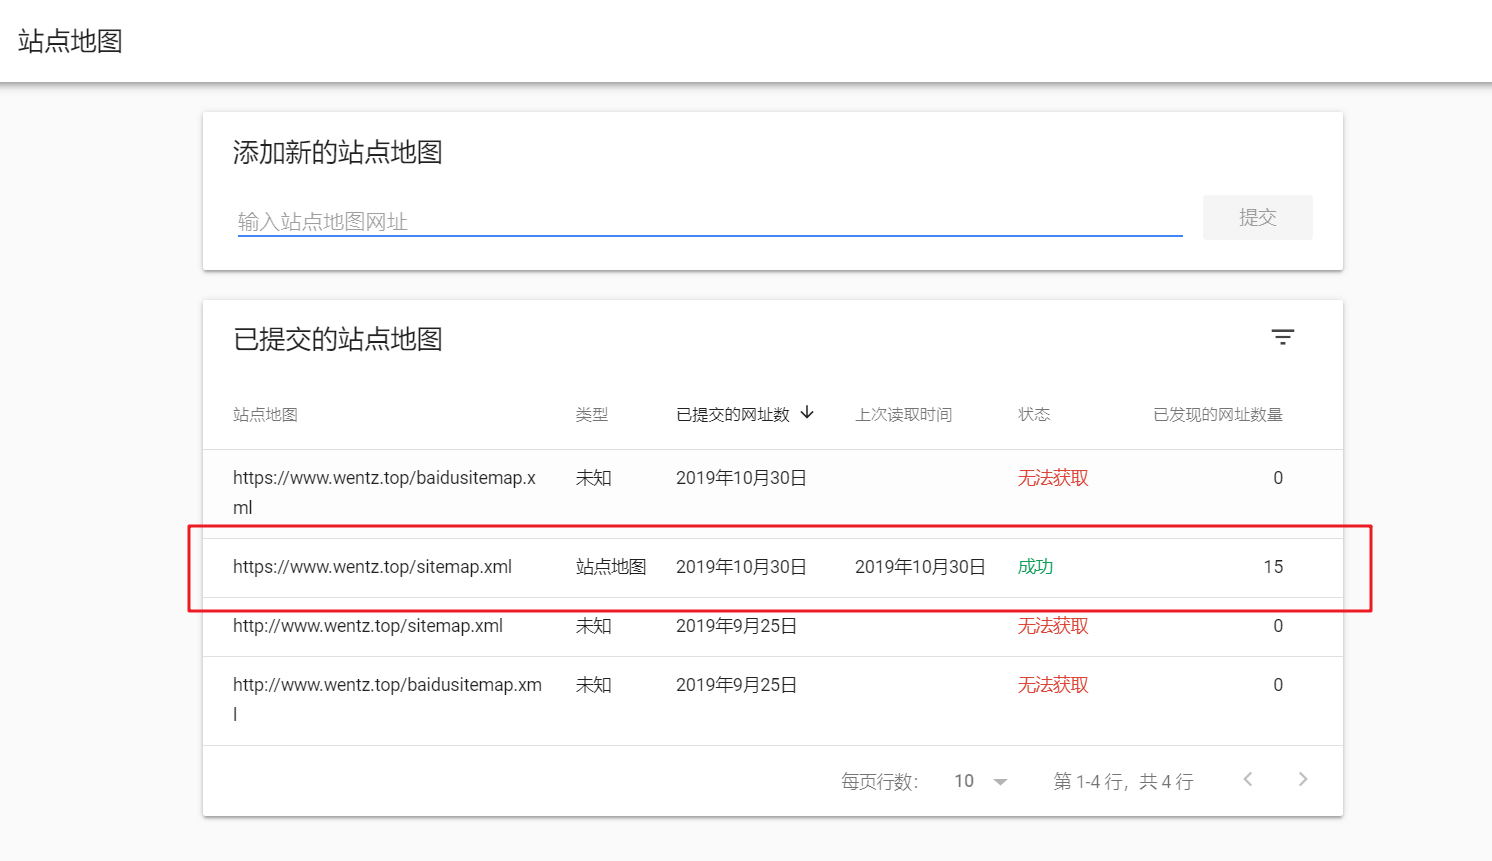 站点地图
添加新的站点地图
输入站点地图网址
提交
已提交的站点地图
站点地图 类型 已提交的网址数 上次读取时间 状态 已发现的网址数量
https://www.wentz.top/baidusitemap.x 未知 2019年10月30日 无法获取 0
ml
https://www.wentz.top/sitemap.xml 站点地图 2019年10月30日 2019年10月30日 成功 15
http://www.wentz.top/sitemap.xml 未知 2019年9月25日 无法获取 0
http://www.wentz.top/baidusitemap.xm 未知 2019年9月25日 无法获取 0
l
每页行数： 10 第 1-4 行，共 4 行